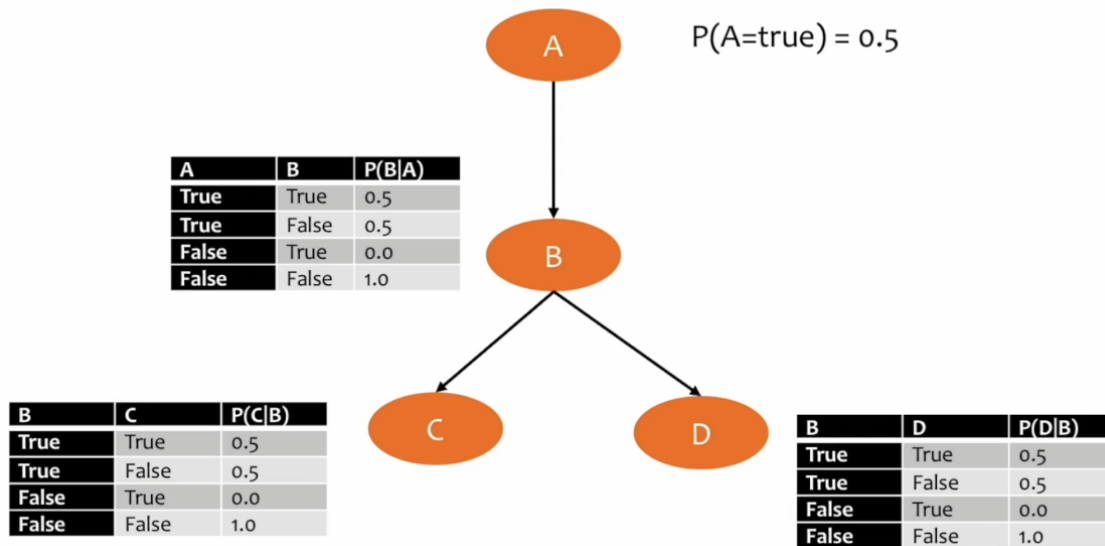 A
P(A=true) = 0.5
A B P(B|A)
True True 0.5
True False 0.5
False True 0.0
False False 1.0
B
B C P(C|B)
True True 0.5
True False 0.5
False True 0.0
False False 1.0
C
D
B D P(D|B)
True True 0.5
True False 0.5
False True 0.0
False False 1.0